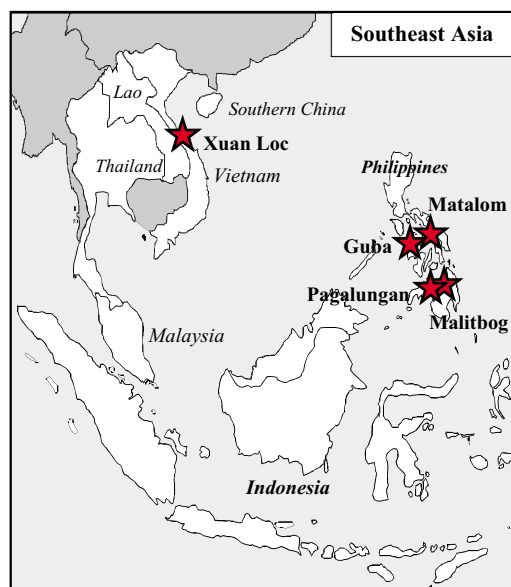 Southeast Asia
Lao
Southern China
Xuan Loc
Thailand
Vietnam
Philippines
Matalom
Guba
Pagalungan
Malitbog
Malaysia
Indonesia